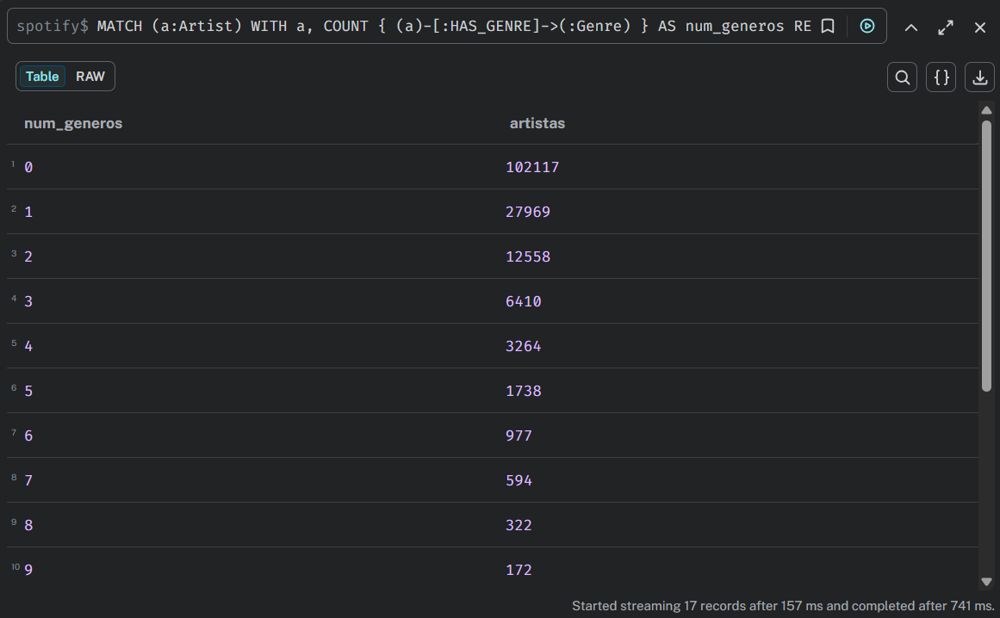 spotify$ MATCH (a:Artist) WITH a, COUNT { (a)-[:HAS_GENRE]->(:Genre) } AS num_generos RE
Table RAW
num_generos artistas
1 0 102117
2 1 27969
3 2 12558
4 3 6410
5 4 3264
6 5 1738
7 6 977
8 7 594
9 8 322
10 9 172
Started streaming 17 records after 157 ms and completed after 741 ms.